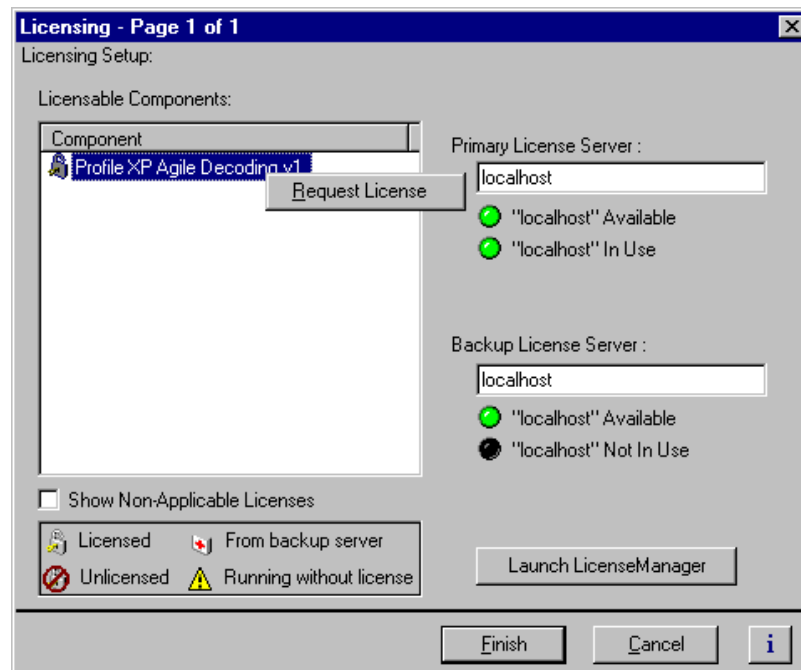 Licensing - Page 1 of 1
Licensing Setup:
Licensable Components:
Component
Profile XP Agile Decoding v1
Request License
Primary License Server :
localhost
"localhost" Available
"localhost" In Use
Backup License Server :
localhost
"localhost" Available
"localhost" Not In Use
Show Non-Applicable Licenses
Licensed
From backup server
Unlicensed
Running without license
Launch LicenseManager
Finish
Cancel
i